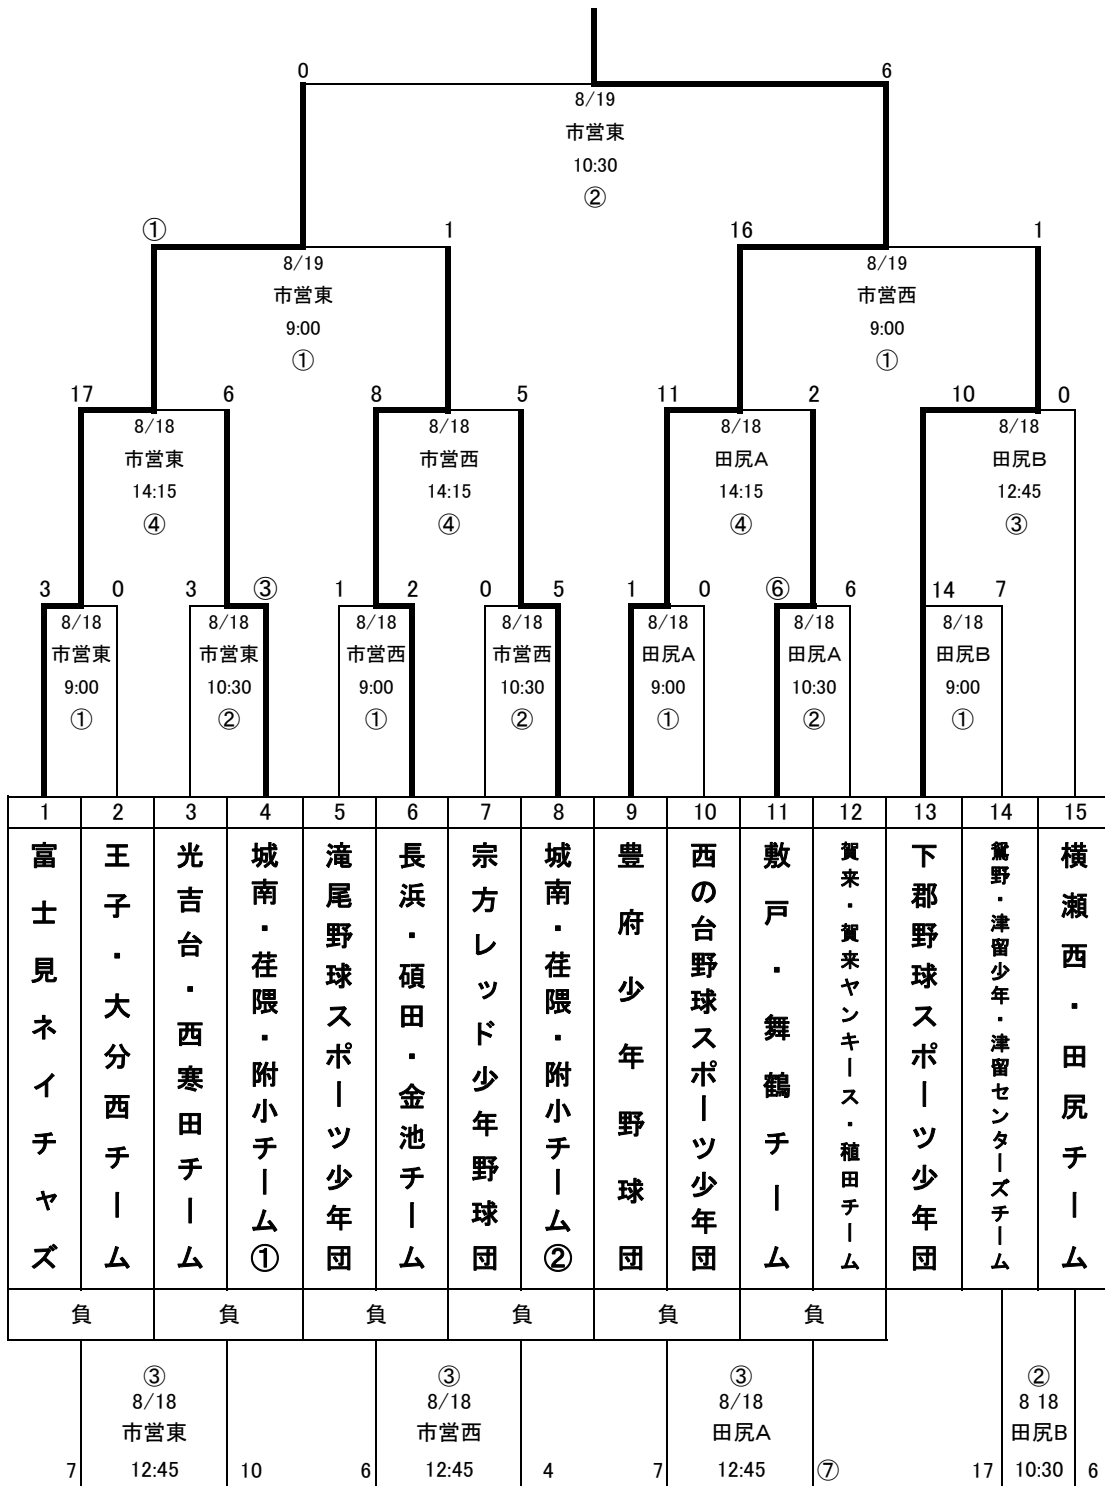 0 6
8/19
市営東
10:30
②
① 1 16 1
8/19 8/19
市営東 市営西
9:00 9:00
① ①
17 6 8 5 11 2 10 0
8/18 8/18 8/18 8/18
市営東 市営西 田尻A 田尻B
14:15 14:15 14:15 12:45
④ ④ ④ ③
3 0 3 ③ 1 2 0 5 1 0 ⑥ 6 14 7
8/18 8/18 8/18 8/18 8/18 8/18 8/18
市営東 市営東 市営西 市営西 田尻A 田尻A 田尻B
9:00 10:30 9:00 10:30 9:00 10:30 9:00
① ② ① ② ① ② ①
1 2 3 4 5 6 7 8 9 10 11 12 13 14 15
富士見ネイチャズ
王子・大分西チーム
光吉台・西寒田チーム
城南・荏隈・附小チーム①
滝尾野球スポーツ少年団
長浜・碩田・金池チーム
宗方レッド少年野球団
城南・荏隈・附小チーム②
豊府少年野球団
西の台野球スポーツ少年団
敷戸・舞鶴チーム
賀来・賀来ヤンキース・稙田チーム
下郡野球スポーツ少年団
鴛野・津留少年・津留センターズチーム
横瀬西・田尻チーム
負 負 負 負 負 負
③ ③ ③ ②
8/18 8/18 8/18 8 18
市営東 市営西 田尻A 田尻B
7 12:45 10 6 12:45 4 7 12:45 ⑦ 17 10:30 6